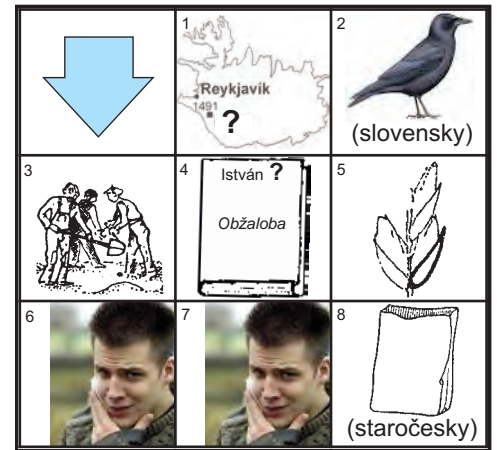 1
Reykjavík
1491
?
2
(slovensky)
3
4
István ?
Obžaloba
5
6
7
8
(staročesky)